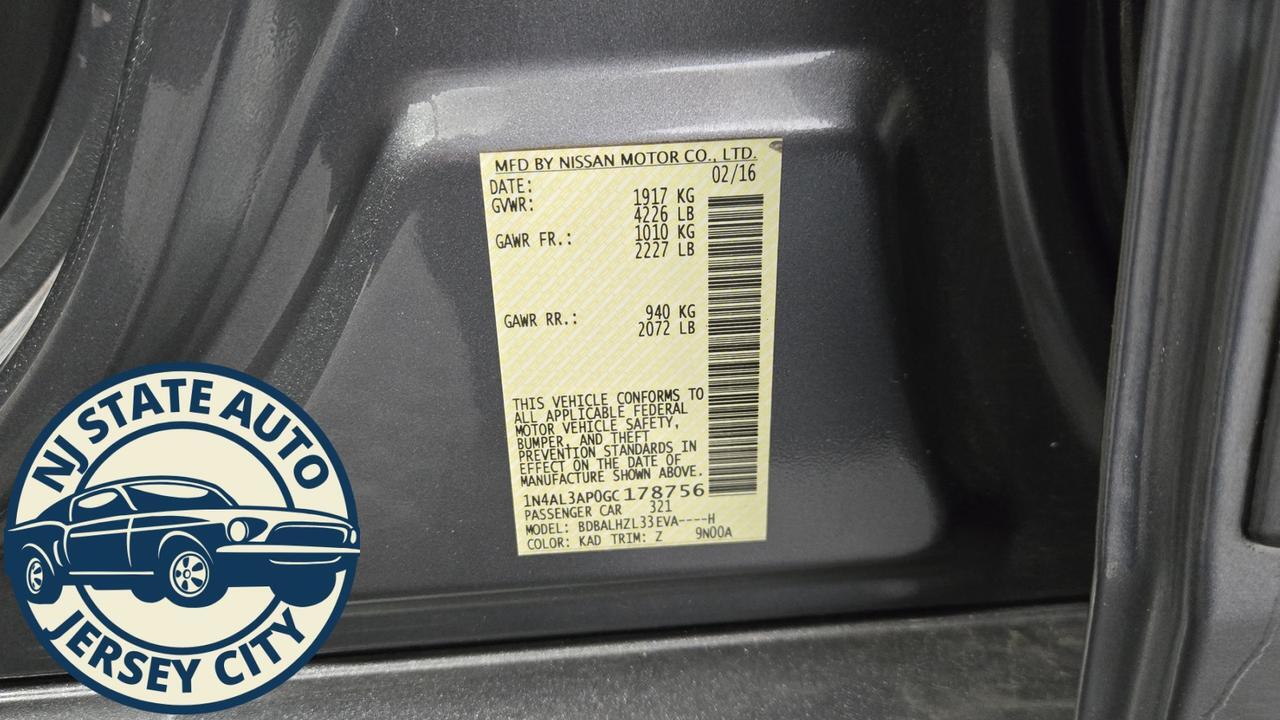 MFD BY NISSAN MOTOR CO., LTD.
DATE: 02/16
GVWR: 1917 KG
4226 LB
GAWR FR.: 1010 KG
2227 LB
GAWR RR.: 940 KG
2072 LB
THIS VEHICLE CONFORMS TO
ALL APPLICABLE FEDERAL
MOTOR VEHICLE SAFETY,
BUMPER, AND THEFT
PREVENTION STANDARDS IN
EFFECT ON THE DATE OF
MANUFACTURE SHOWN ABOVE.
1N4AL3AP0GC178756
PASSENGER CAR 321
MODEL: BDBALHZL33EVA----H
COLOR: KAD TRIM: Z 9N00A
NJ STATE AUTO
JERSEY CITY